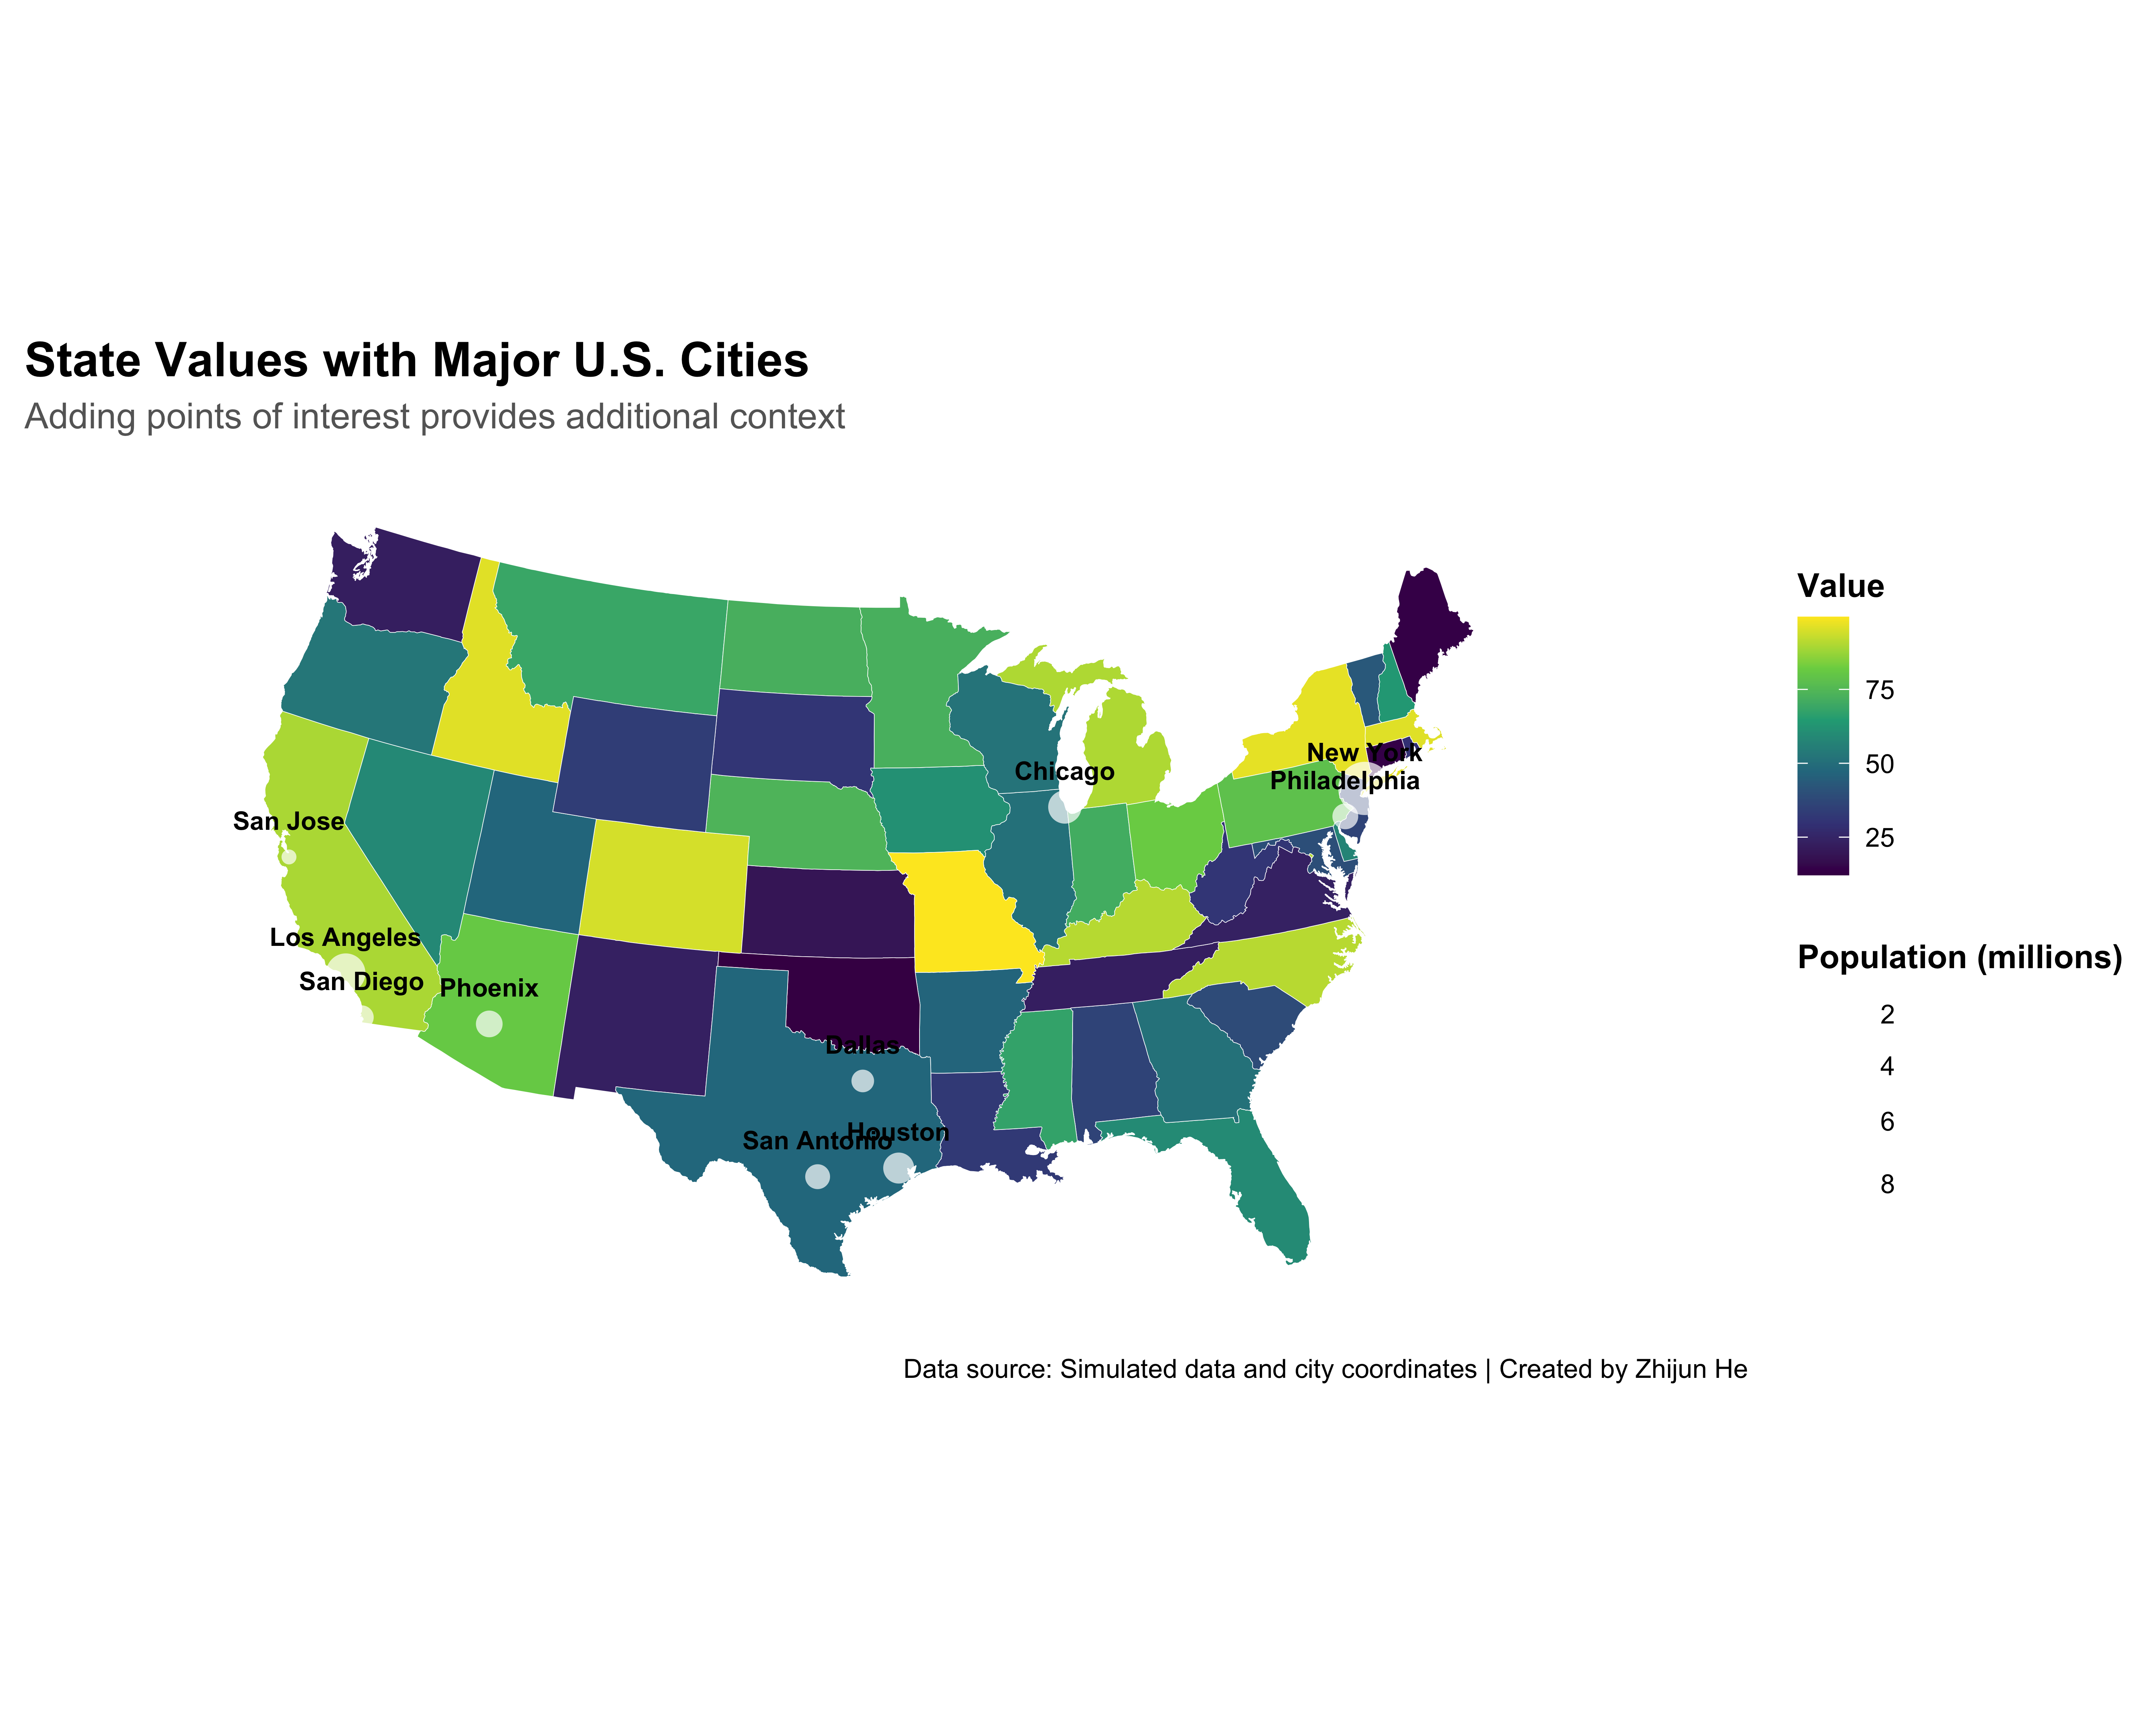 State Values with Major U.S. Cities
Adding points of interest provides additional context
New York
Chicago
Philadelphia
San Jose
Los Angeles
San Diego
Phoenix
Dallas
Houston
San Antonio
Value
75
50
25
Population (millions)
2
4
6
8
Data source: Simulated data and city coordinates | Created by Zhijun He